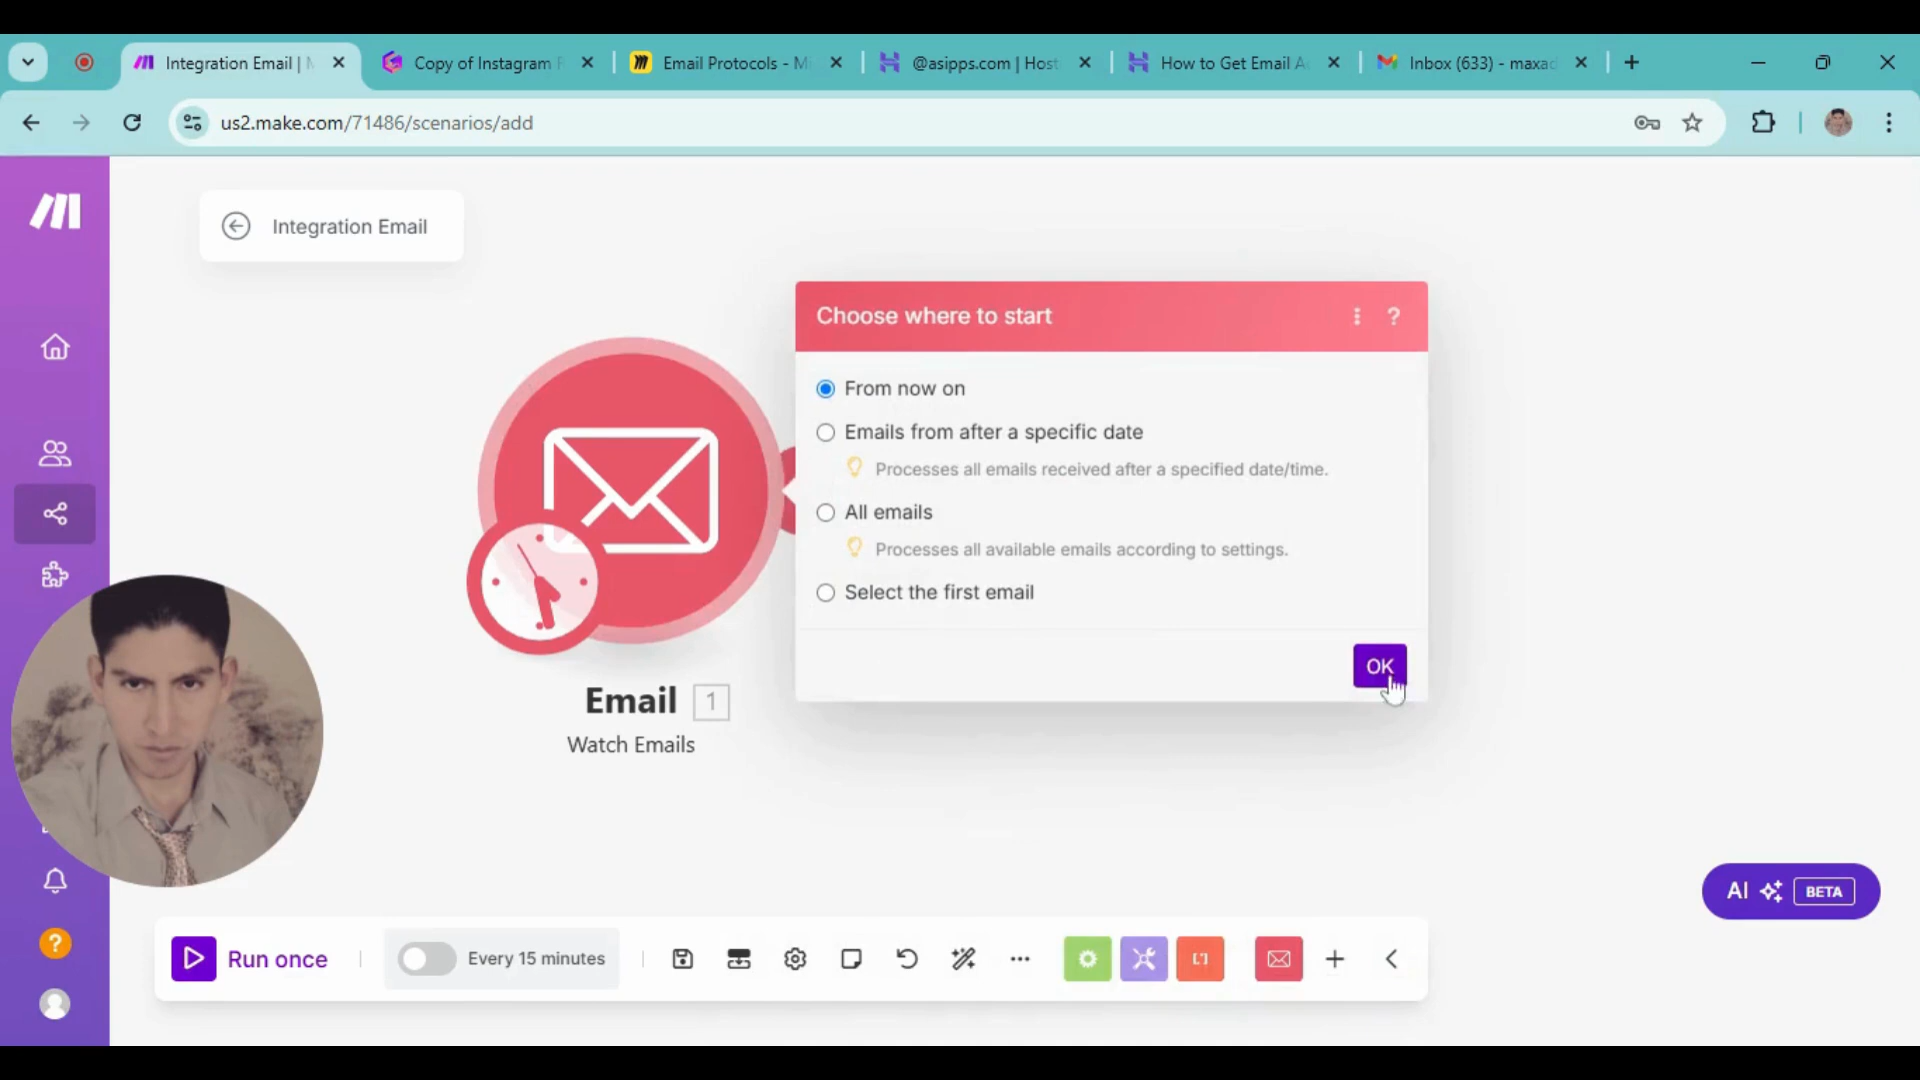 Integration Email | M
Copy of Instagram
Email Protocols - M
@asipps.com | Host
How to Get Email A
Inbox (633) - maxad
us2.make.com/71486/scenarios/add
Integration Email
Choose where to start
?
From now on
Emails from after a specific date
Processes all emails received after a specified date/time.
All emails
Processes all available emails according to settings.
Select the first email
OK
Email 1
Watch Emails
AI BETA
?
Run once
Every 15 minutes